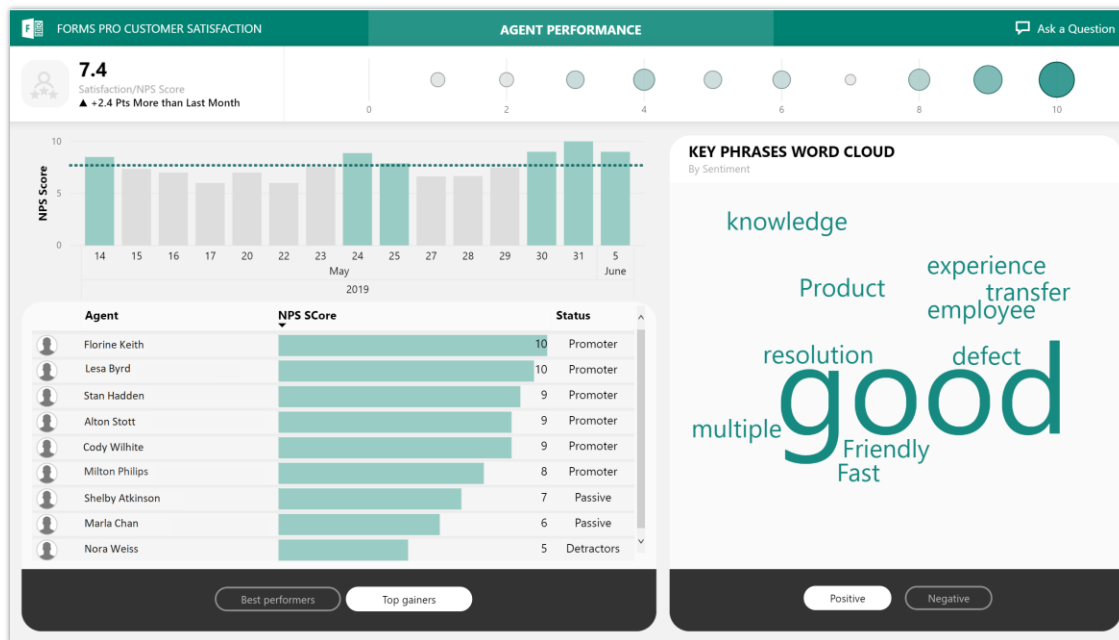 FORMS PRO CUSTOMER SATISFACTION
AGENT PERFORMANCE
Ask a Question
7.4
Satisfaction/NPS Score
▲ +2.4 Pts More than Last Month
0 2 4 6 8 10
NPS Score
10
5
0
14 15 16 17 20 22 23 24 25 27 28 29 30 31 5
May June
2019
Agent NPS SCore Status
Florine Keith 10 Promoter
Lesa Byrd 10 Promoter
Stan Hadden 9 Promoter
Alton Stott 9 Promoter
Cody Wilhite 9 Promoter
Milton Philips 8 Promoter
Shelby Atkinson 7 Passive
Marla Chan 6 Passive
Nora Weiss 5 Detractors
Best performers Top gainers
KEY PHRASES WORD CLOUD
By Sentiment
knowledge
experience
Product
transfer
employee
resolution
defect
good
multiple
Friendly
Fast
Positive Negative